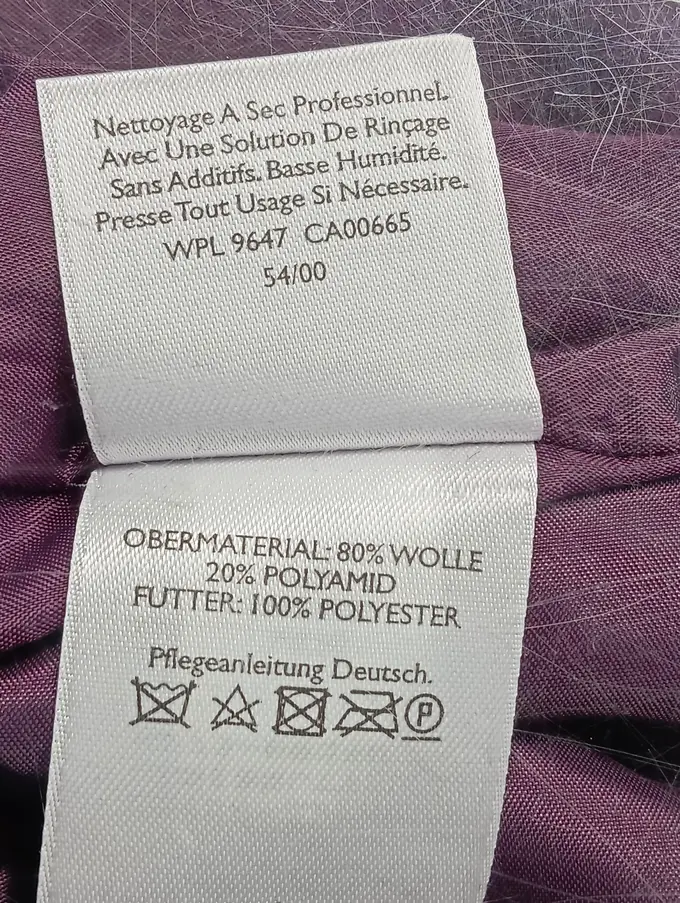 Nettoyage A Sec Professionnel.
Avec Une Solution De Rinçage
Sans Additifs. Basse Humidité.
Presse Tout Usage Si Nécessaire.
WPL 9647 CA00665
54/00
OBERMATERIAL: 80% WOLLE
20% POLYAMID
FUTTER: 100% POLYESTER
Pflegeanleitung Deutsch.
P